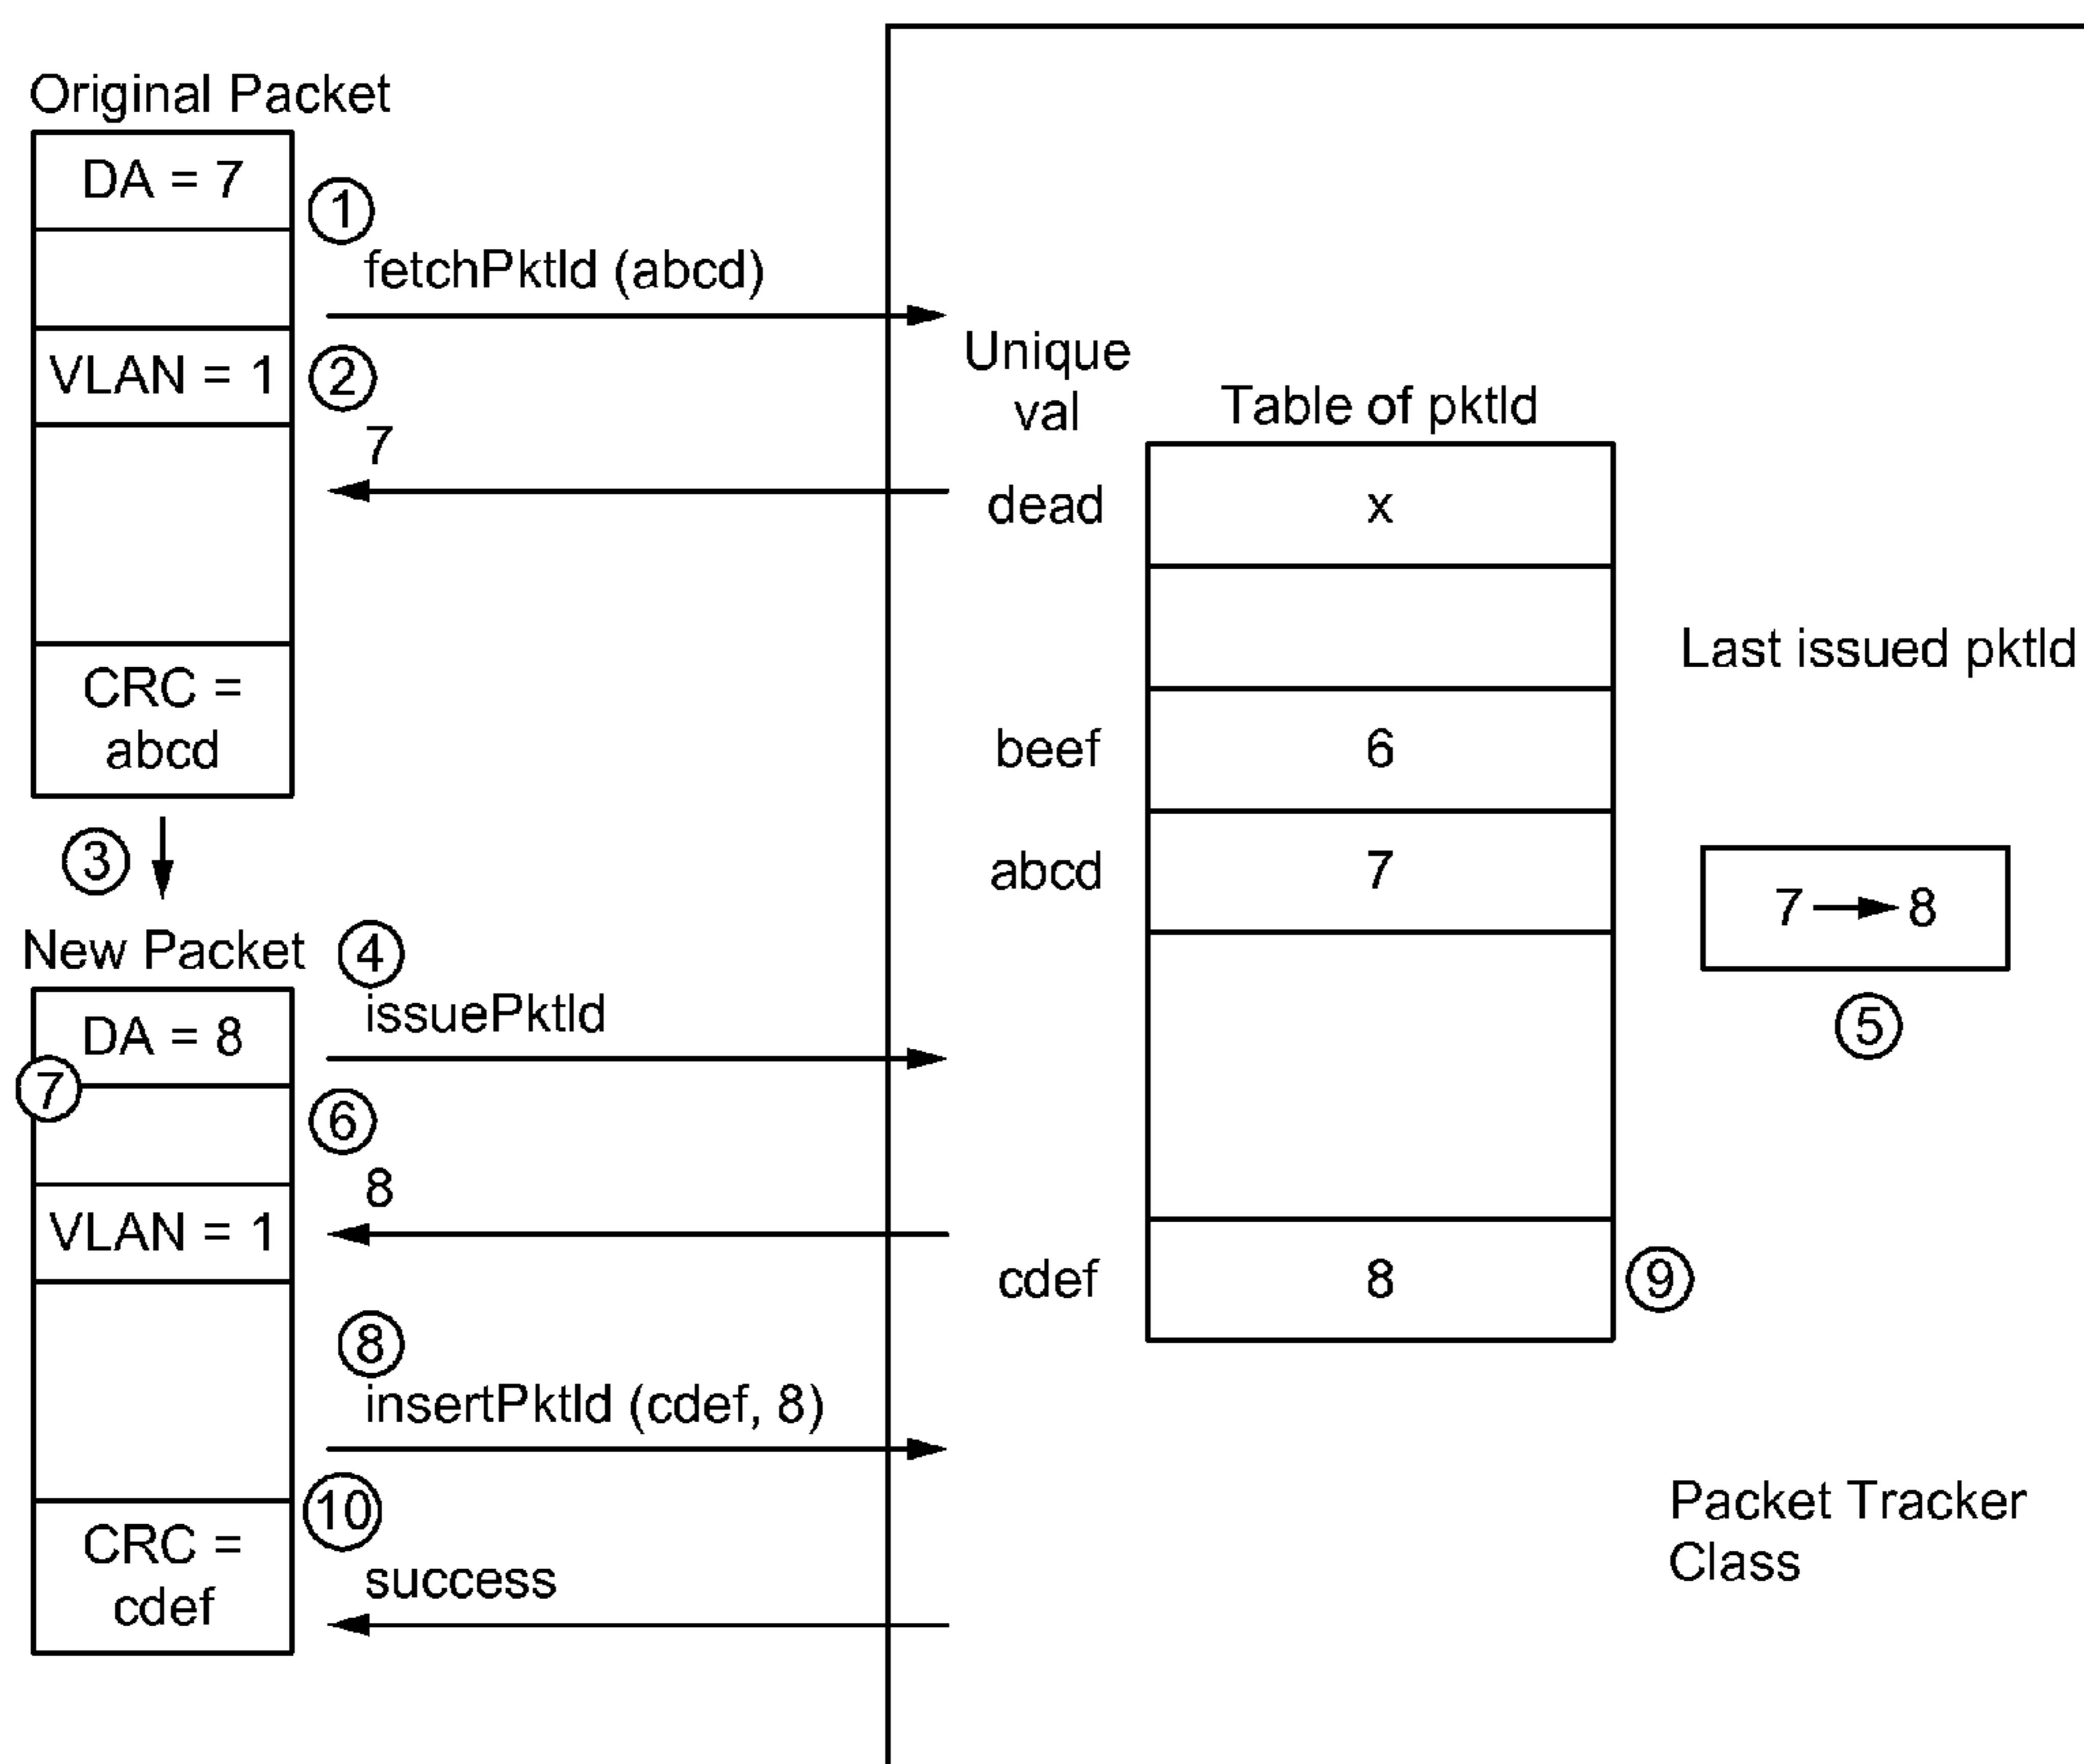 Original Packet
DA = 7
1
fetchPktId (abcd)
VLAN = 1
2
7
CRC =
abcd
3
New Packet
4
DA = 8
issuePktId
7
6
8
VLAN = 1
8
insertPktId (cdef, 8)
10
CRC =
cdef
success
Unique
val
Table of pktId
dead
x
beef
6
abcd
7
cdef
8
9
Last issued pktId
7
8
5
Packet Tracker
Class